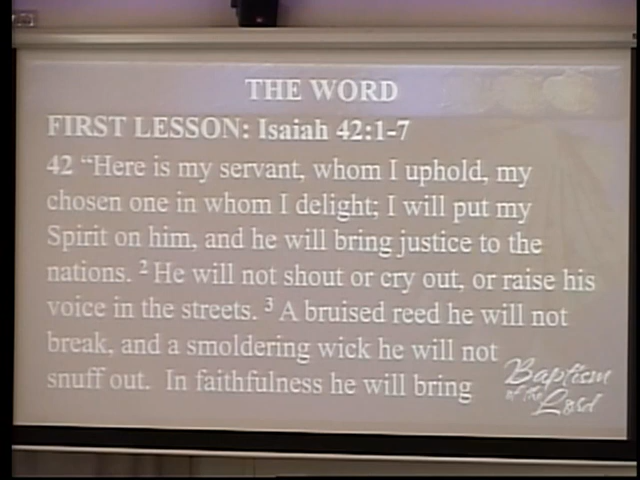 THE WORD
FIRST LESSON: Isaiah 42:1-7
42 “Here is my servant, whom I uphold, my
chosen one in whom I delight; I will put my
Spirit on him, and he will bring justice to the
nations. ² He will not shout or cry out, or raise his
voice in the streets. ³ A bruised reed he will not
break, and a smoldering wick he will not
snuff out. In faithfulness he will bring
Baptism
of the
Lord